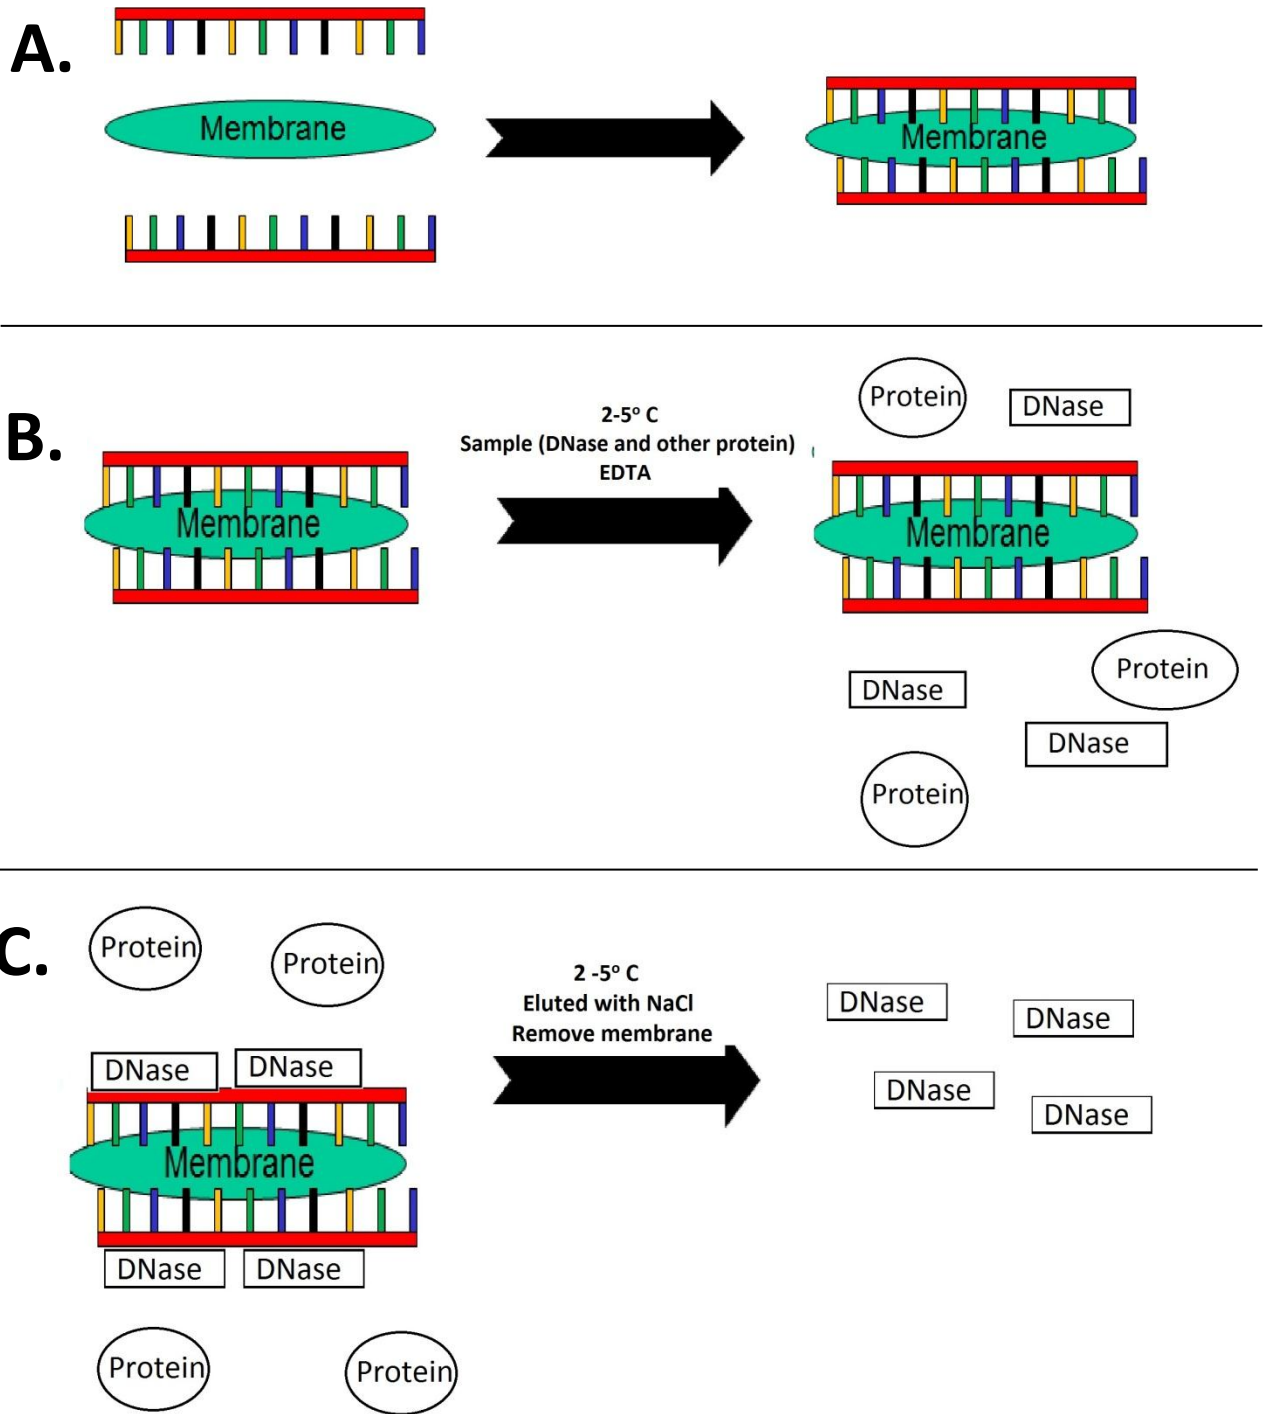 A.
Membrane
Membrane
B.
Membrane
2-5° C
Sample (DNase and other protein)
EDTA
Protein
DNase
Membrane
DNase
Protein
DNase
Protein
C.
Protein
Protein
DNase
DNase
Membrane
DNase
DNase
Protein
Protein
2 -5° C
Eluted with NaCl
Remove membrane
DNase
DNase
DNase
DNase